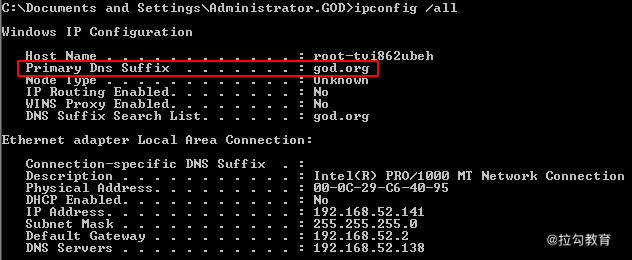 C:\Documents and Settings\Administrator.GOD>ipconfig /all
Windows IP Configuration
Host Name . . . . . . . . . . . . : root-tvi862ubeh
Primary Dns Suffix  . . . . . . . : god.org
Node Type . . . . . . . . . . . . : Unknown
IP Routing Enabled. . . . . . . . : No
WINS Proxy Enabled. . . . . . . . : No
DNS Suffix Search List. . . . . . : god.org
Ethernet adapter Local Area Connection:
Connection-specific DNS Suffix  . :
Description . . . . . . . . . . . : Intel(R) PRO/1000 MT Network Connection
Physical Address. . . . . . . . . : 00-0C-29-C6-40-95
DHCP Enabled. . . . . . . . . . . : No
IP Address. . . . . . . . . . . . : 192.168.52.141
Subnet Mask . . . . . . . . . . . : 255.255.255.0
Default Gateway . . . . . . . . . : 192.168.52.2
DNS Servers . . . . . . . . . . . : 192.168.52.138
@拉勾教育